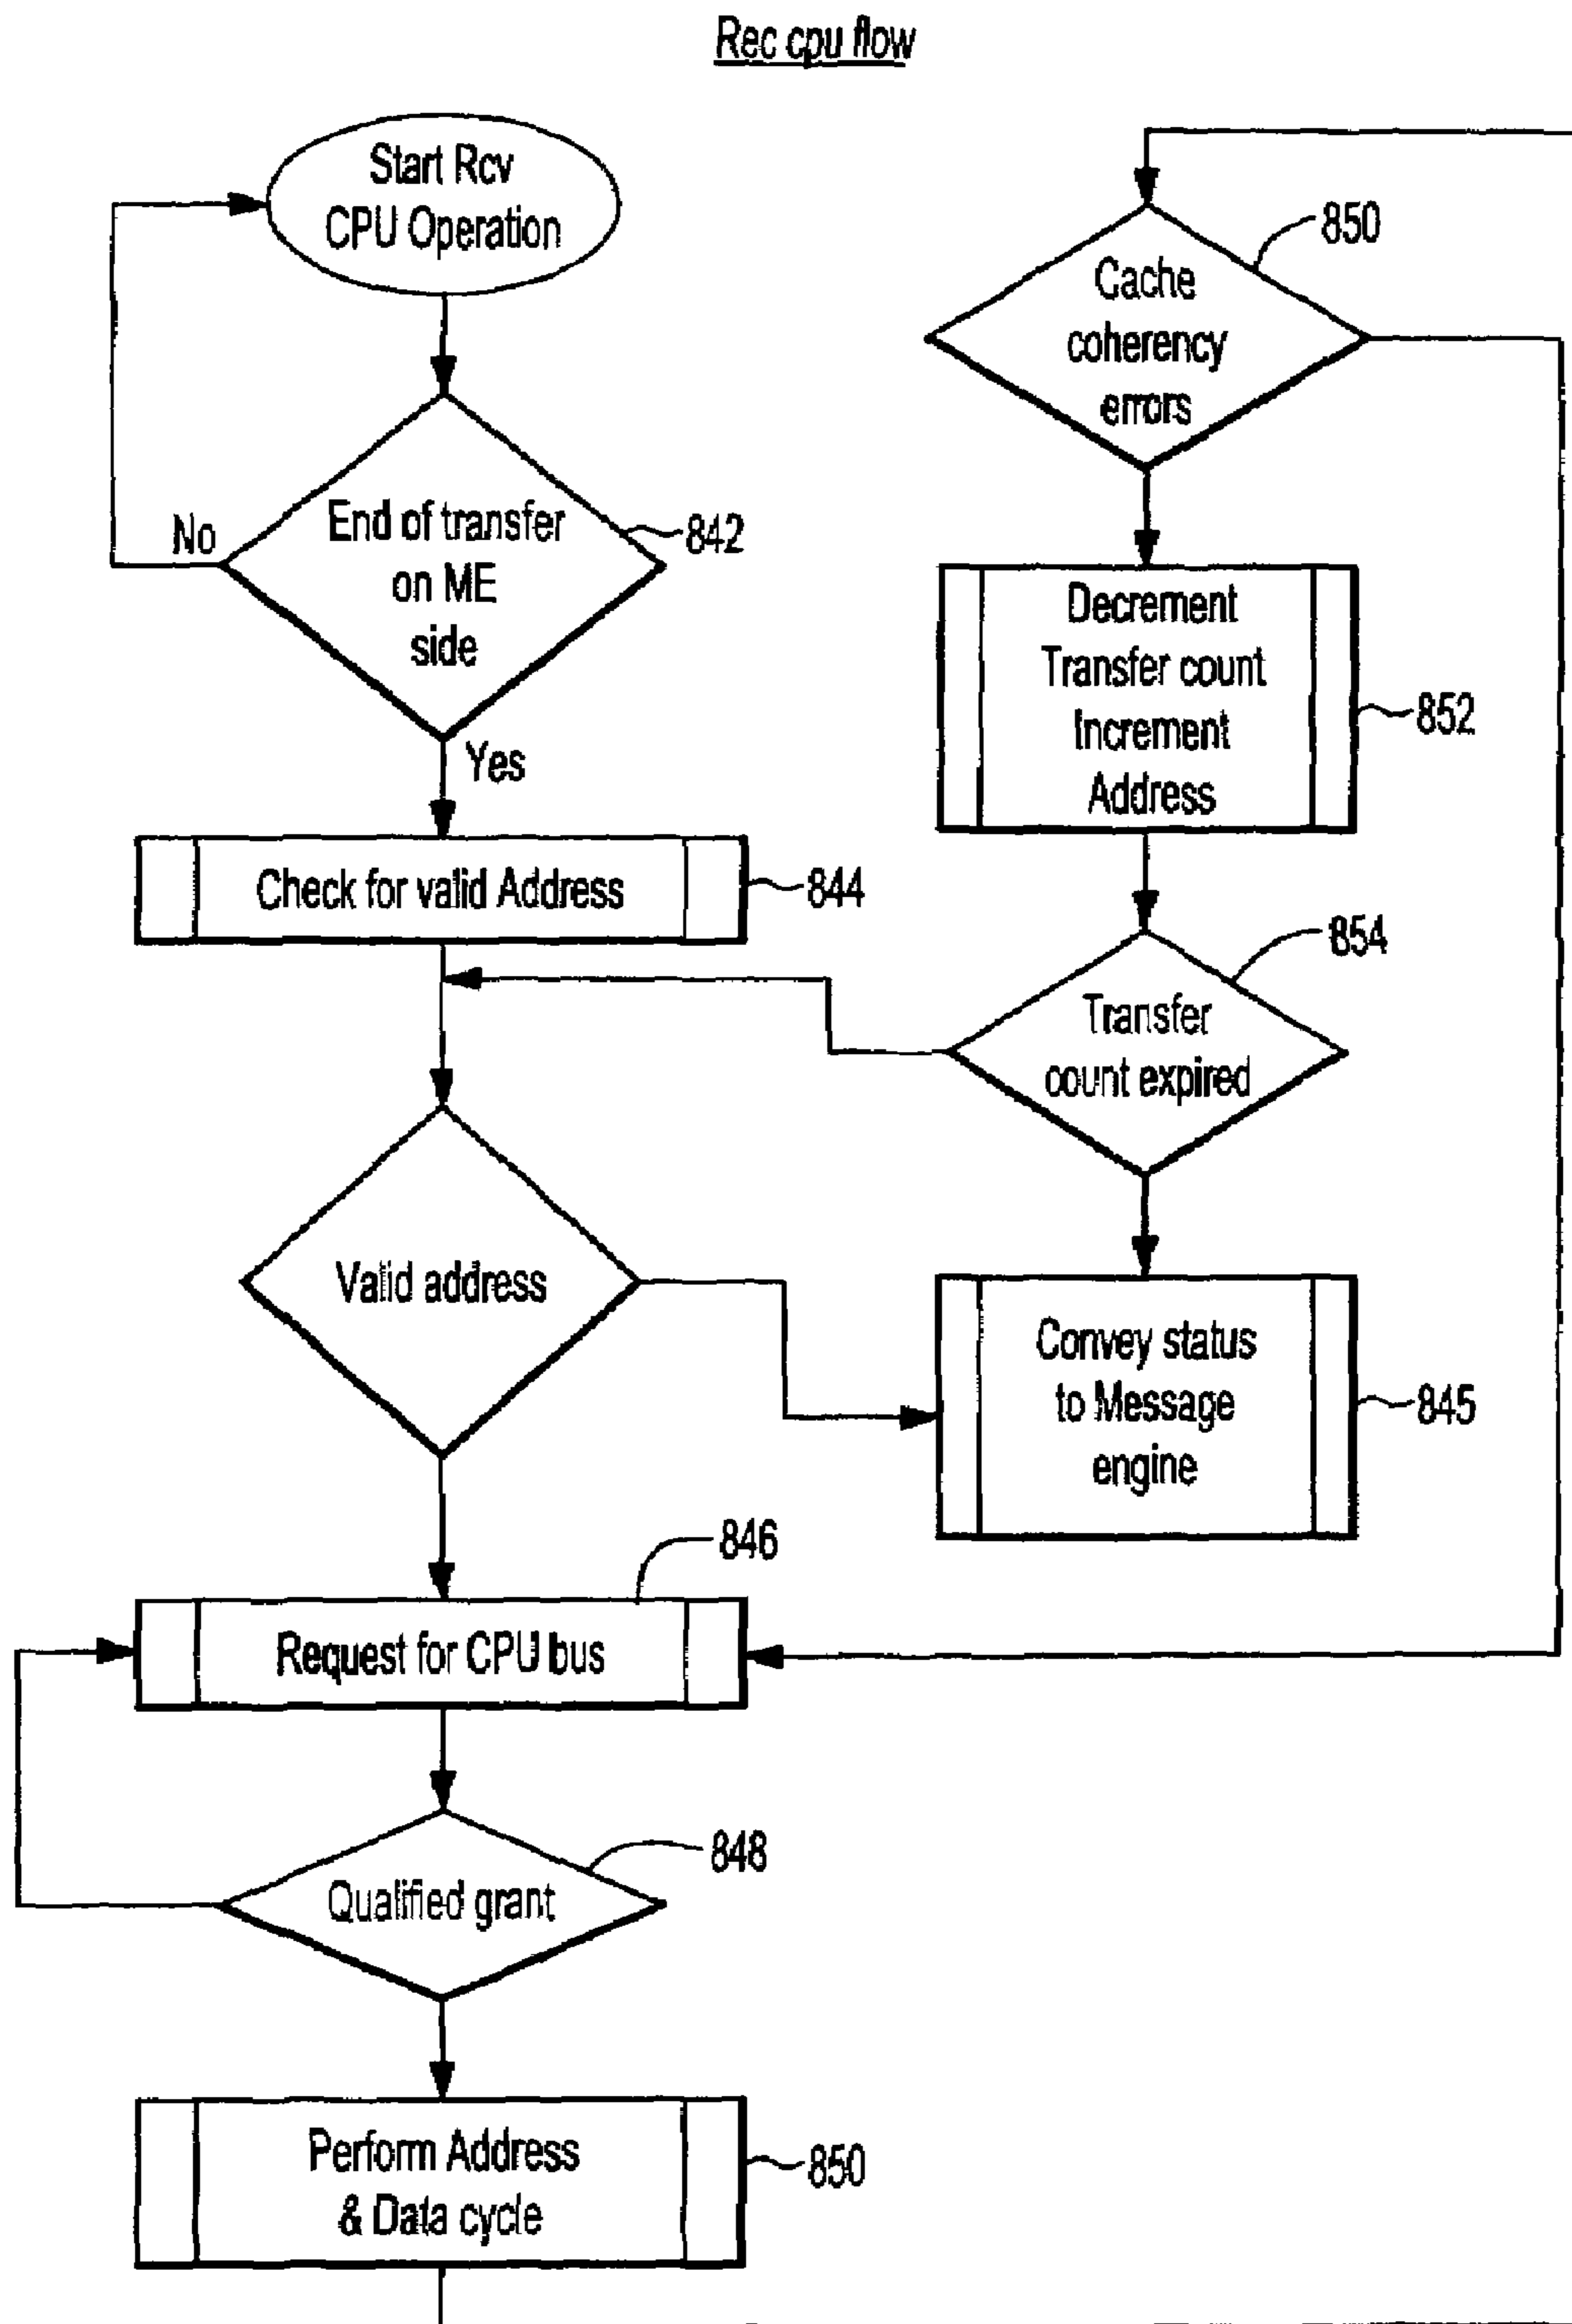 Rec cpu flow
Start Rcv
CPU Operation
No
End of transfer
on ME
side
842
Yes
Check for valid Address
844
Valid address
846
Request for CPU bus
848
Qualified grant
Perform Address
& Data cycle
850
850
Cache
coherency
errors
Decrement
Transfer count
Increment
Address
852
854
Transfer
count expired
Convey status
to Message
engine
845